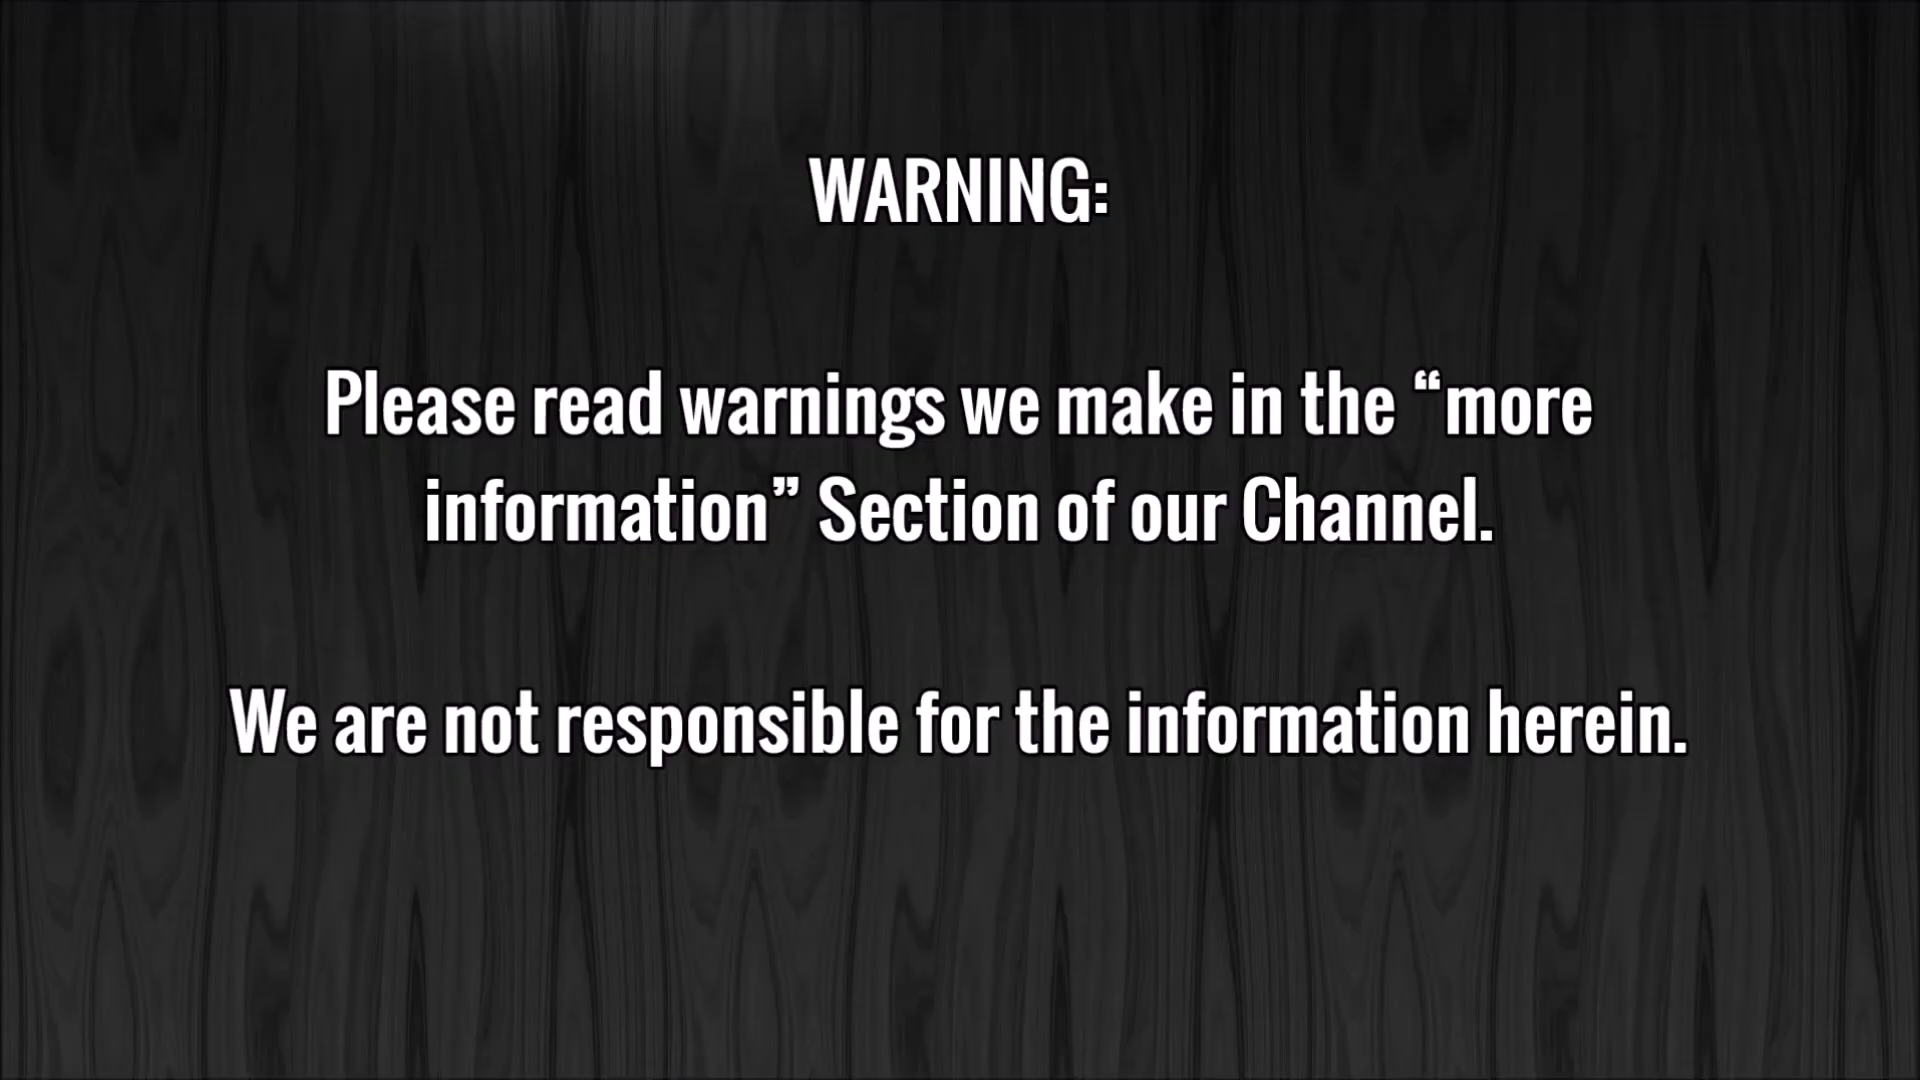 WARNING:
Please read warnings we make in the “more
information” Section of our Channel.
We are not responsible for the information herein.